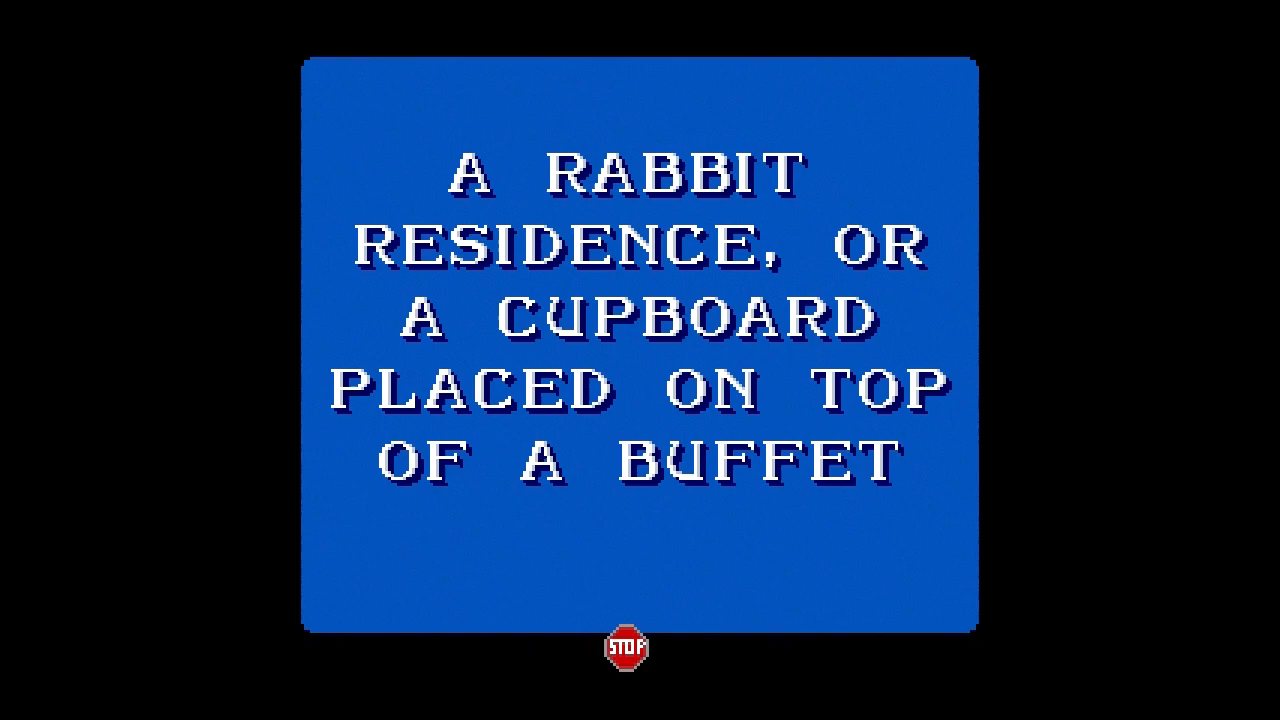 A RABBIT
RESIDENCE, OR
A CUPBOARD
PLACED ON TOP
OF A BUFFET
STOP